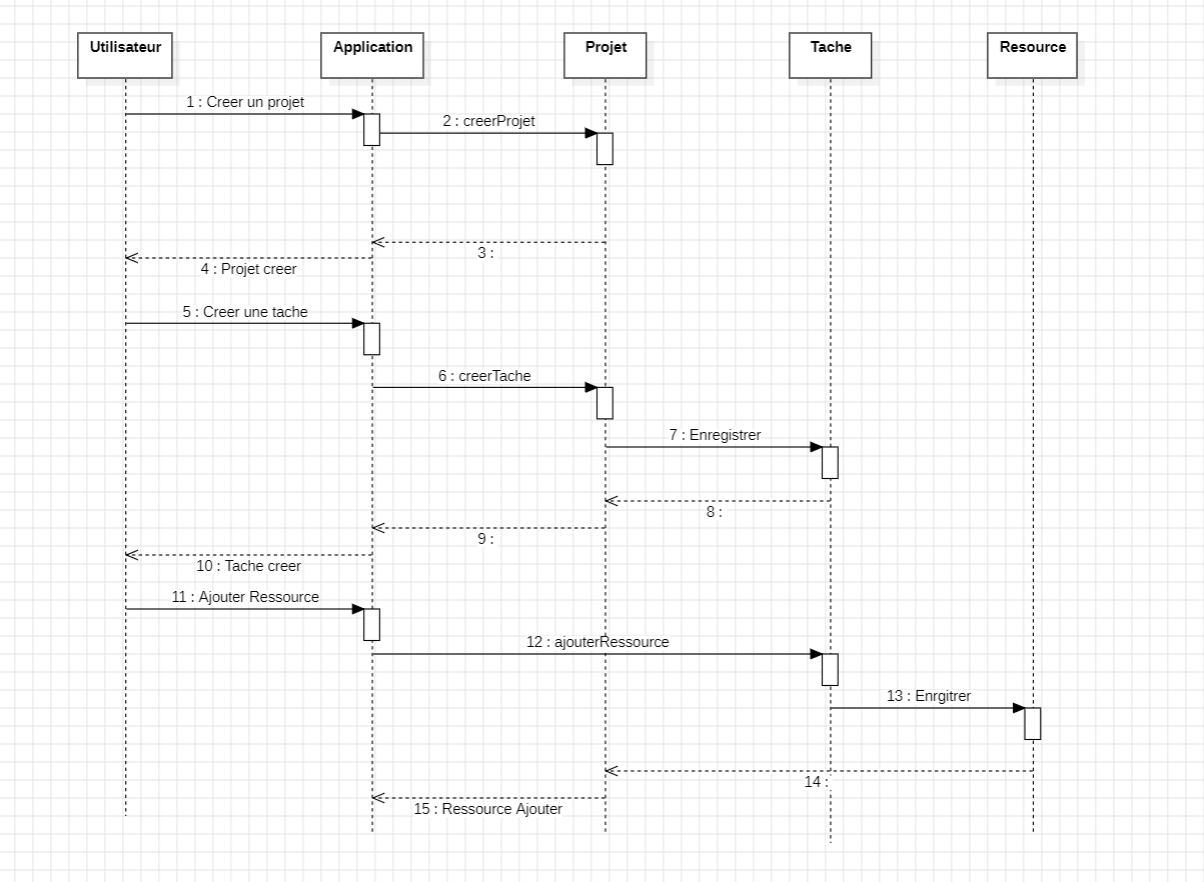 Utilisateur
Application
Projet
Tache
Resource
1 : Creer un projet
2 : creerProjet
3 :
4 : Projet creer
5 : Creer une tache
6 : creerTache
7 : Enregistrer
8 :
9 :
10 : Tache creer
11 : Ajouter Ressource
12 : ajouterRessource
13 : Enrgitrer
14 :
15 : Ressource Ajouter